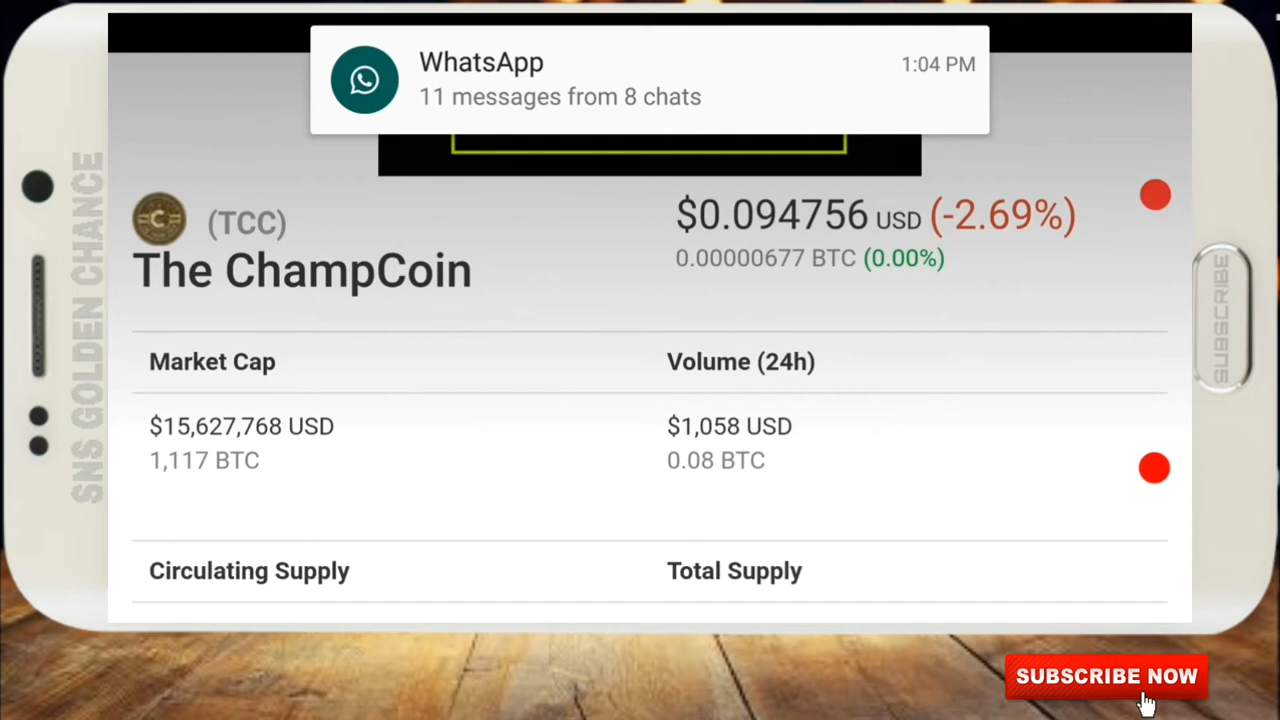 WhatsApp
1:04 PM
11 messages from 8 chats
SNS GOLDEN CHANCE
(TCC)
$0.094756 USD (-2.69%)
0.00000677 BTC (0.00%)
The ChampCoin
Market Cap
Volume (24h)
$15,627,768 USD
$1,058 USD
1,117 BTC
0.08 BTC
Circulating Supply
Total Supply
SUBSCRIBE
SUBSCRIBE NOW